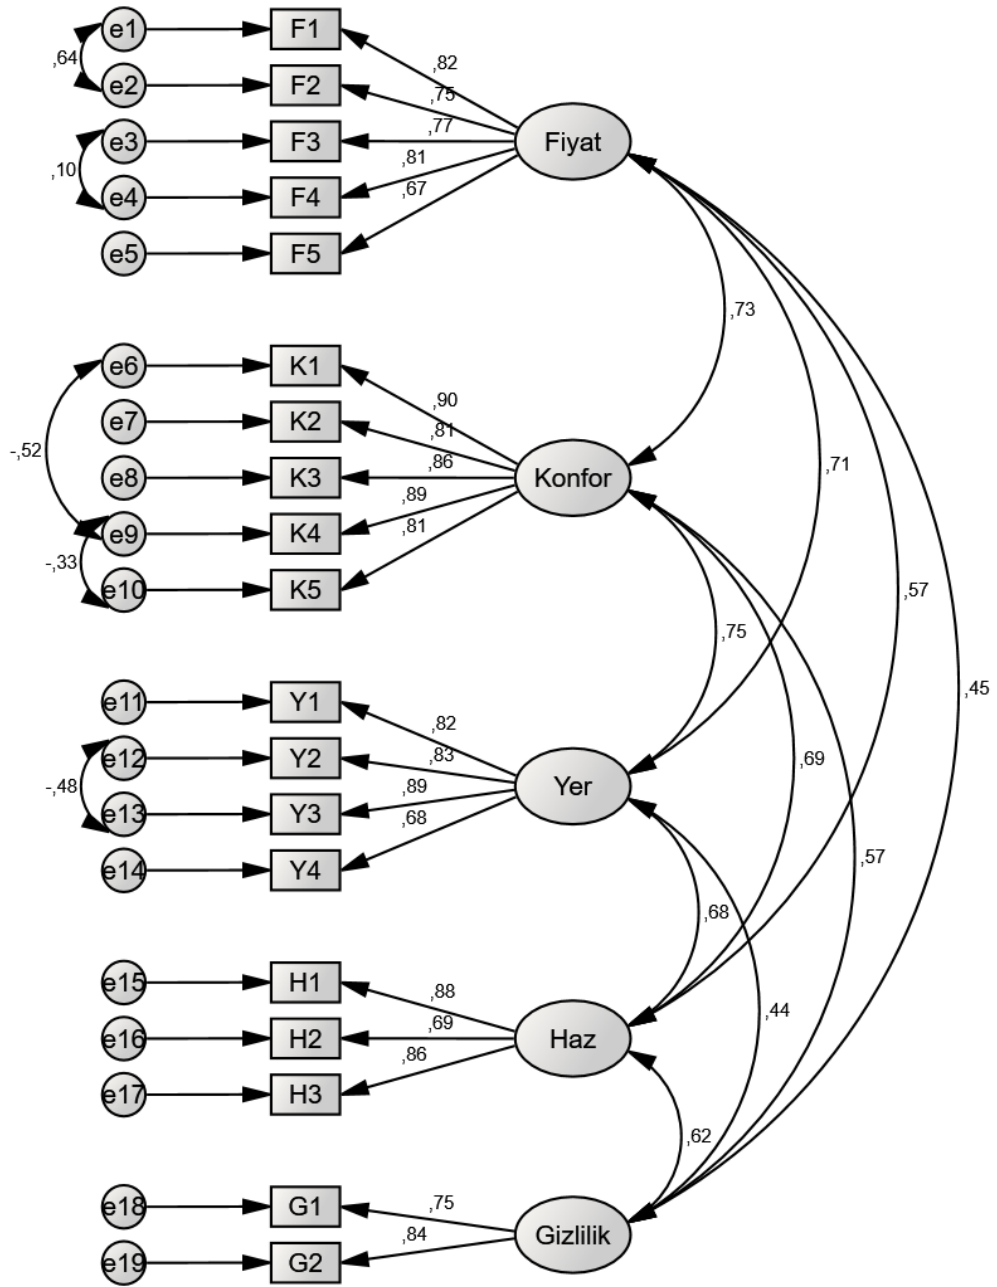 e1 F1
,64 ,82
e2 F2 ,75
e3 F3 ,77 Fiyat
,10 ,81
e4 F4 ,67
e5 F5
,73
e6 K1
,90
e7 K2 ,81
-,52 ,71
e8 K3 ,86 Konfor
,89
e9 K4 ,81
-,33
e10 K5 ,57
,75
,45
e11 Y1
,82
e12 Y2 ,83 ,69
-,48 ,89 Yer
e13 Y3 ,68
e14 Y4 ,57
,68
e15 H1 ,88
,44
e16 H2 ,69 Haz
,86
e17 H3
,62
e18 G1 ,75
,84 Gizlilik
e19 G2